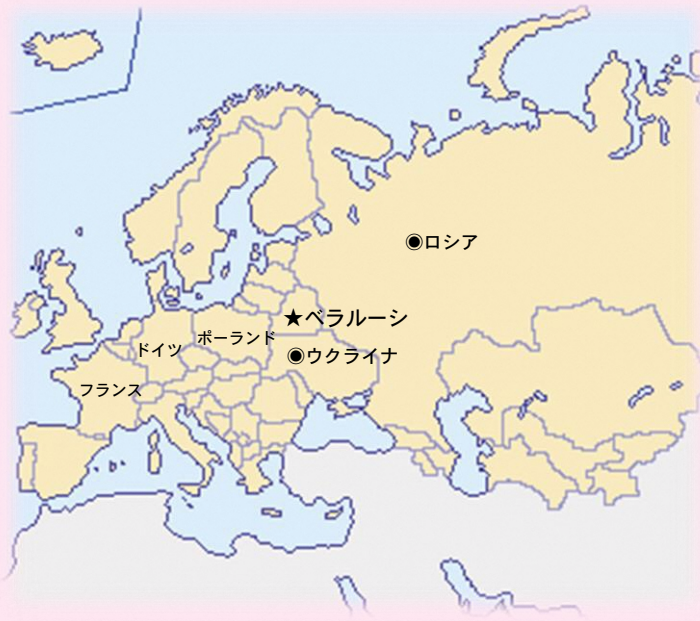 ◉ロシア
★ベラルーシ
ポーランド
ドイツ
◉ウクライナ
フランス